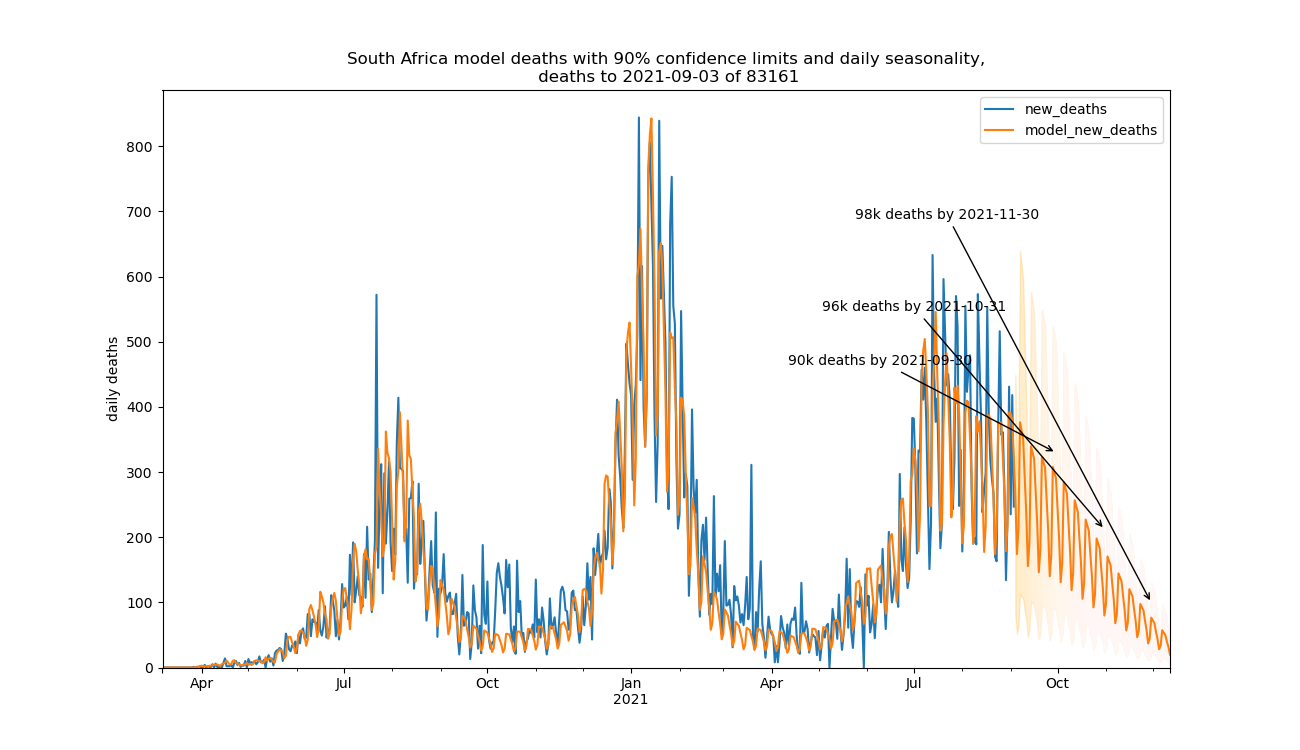 South Africa model deaths with 90% confidence limits and daily seasonality,
deaths to 2021-09-03 of 83161
new_deaths
model_new_deaths
daily deaths
800
700
600
500
400
300
200
100
0
98k deaths by 2021-11-30
96k deaths by 2021-10-31
90k deaths by 2021-09-30
Apr
Jul
Oct
Jan
2021
Apr
Jul
Oct